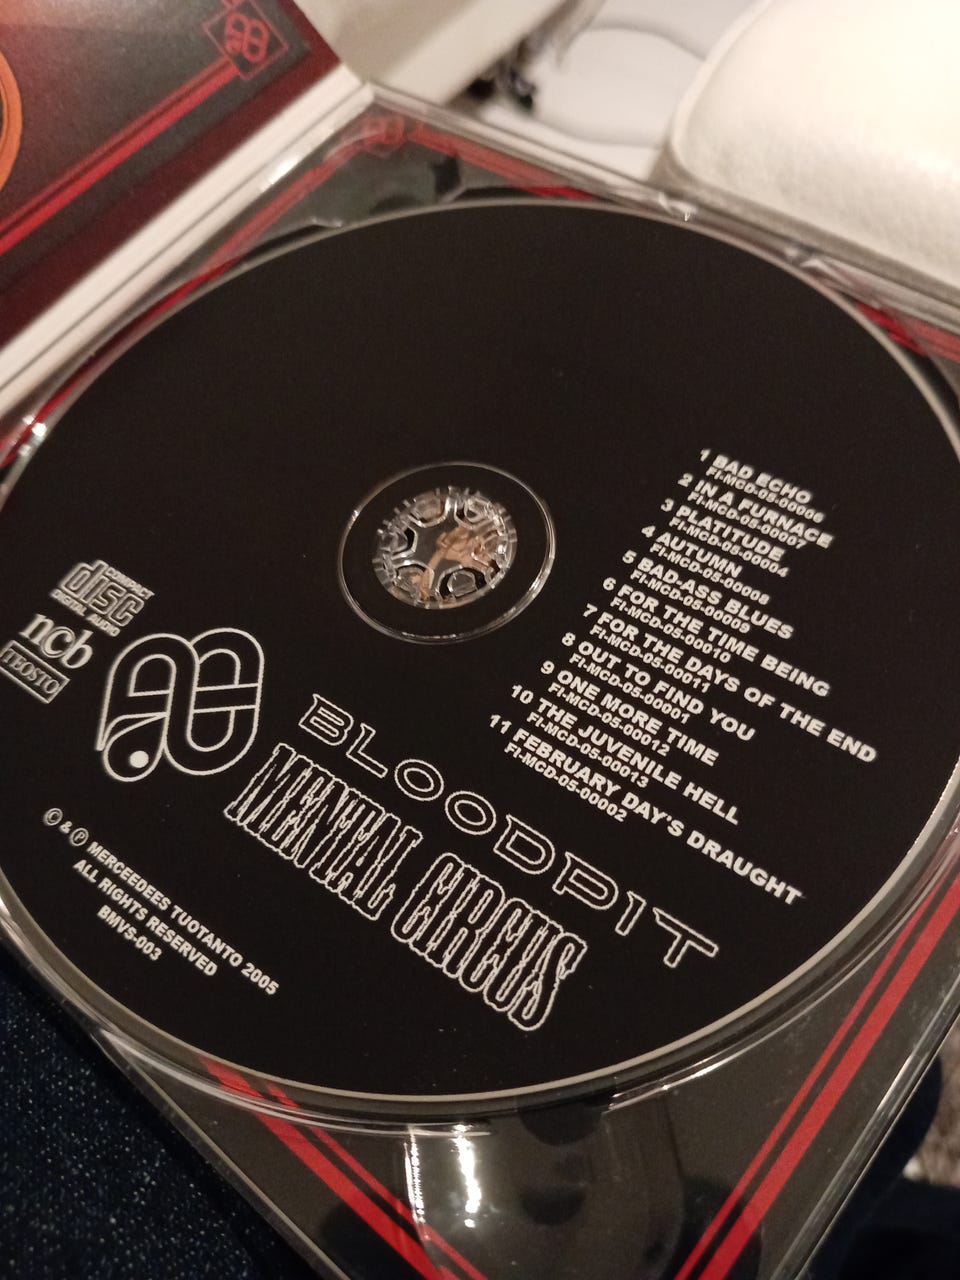 1 BAD ECHO
FI-MCD-05-00006
2 IN A FURNACE
FI-MCD-05-00007
3 PLATITUDE
FI-MCD-05-00004
4 AUTUMN
FI-MCD-05-00008
5 BAD-ASS BLUES
FI-MCD-05-00009
6 FOR THE TIME BEING
FI-MCD-05-00010
7 FOR THE DAYS OF THE END
FI-MCD-05-00011
8 OUT TO FIND YOU
FI-MCD-05-00001
9 ONE MORE TIME
FI-MCD-05-00012
10 THE JUVENILE HELL
FI-MCD-05-00013
11 FEBRUARY DAY'S DRAUGHT
FI-MCD-05-00002
COMPACT
disc
DIGITAL AUDIO
ncb
TEOSTO
BLOODPIT
MENTAL CIRCUS
© & ℗ MERCEEDEES TUOTANTO 2005
ALL RIGHTS RESERVED
BMVS-003